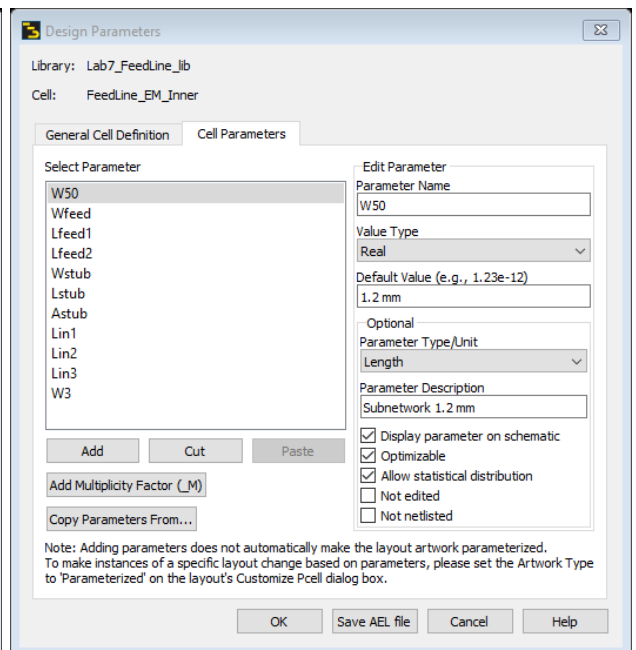 Design Parameters
Library: Lab7_FeedLine_lib
Cell: FeedLine_EM_Inner
General Cell Definition
Cell Parameters
Select Parameter
W50
Wfeed
Lfeed1
Lfeed2
Wstub
Lstub
Astub
Lin1
Lin2
Lin3
W3
Add
Cut
Paste
Add Multiplicity Factor (_M)
Copy Parameters From...
Edit Parameter
Parameter Name
W50
Value Type
Real
Default Value (e.g., 1.23e-12)
1.2 mm
Optional
Parameter Type/Unit
Length
Parameter Description
Subnetwork 1.2 mm
Display parameter on schematic
Optimizable
Allow statistical distribution
Not edited
Not netlisted
Note: Adding parameters does not automatically make the layout artwork parameterized.
To make instances of a specific layout change based on parameters, please set the Artwork Type
to 'Parameterized' on the layout's Customize Pcell dialog box.
OK
Save AEL file
Cancel
Help